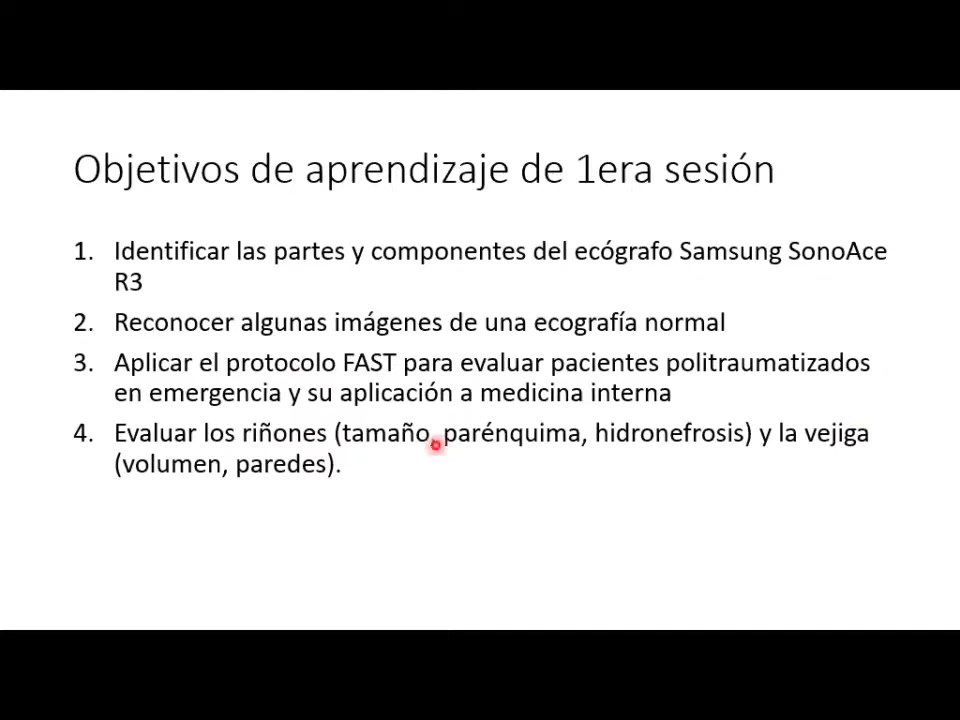 Objetivos de aprendizaje de 1era sesión
1. Identificar las partes y componentes del ecógrafo Samsung SonoAce
R3
2. Reconocer algunas imágenes de una ecografía normal
3. Aplicar el protocolo FAST para evaluar pacientes politraumatizados
en emergencia y su aplicación a medicina interna
4. Evaluar los riñones (tamaño, parénquima, hidronefrosis) y la vejiga
(volumen, paredes).